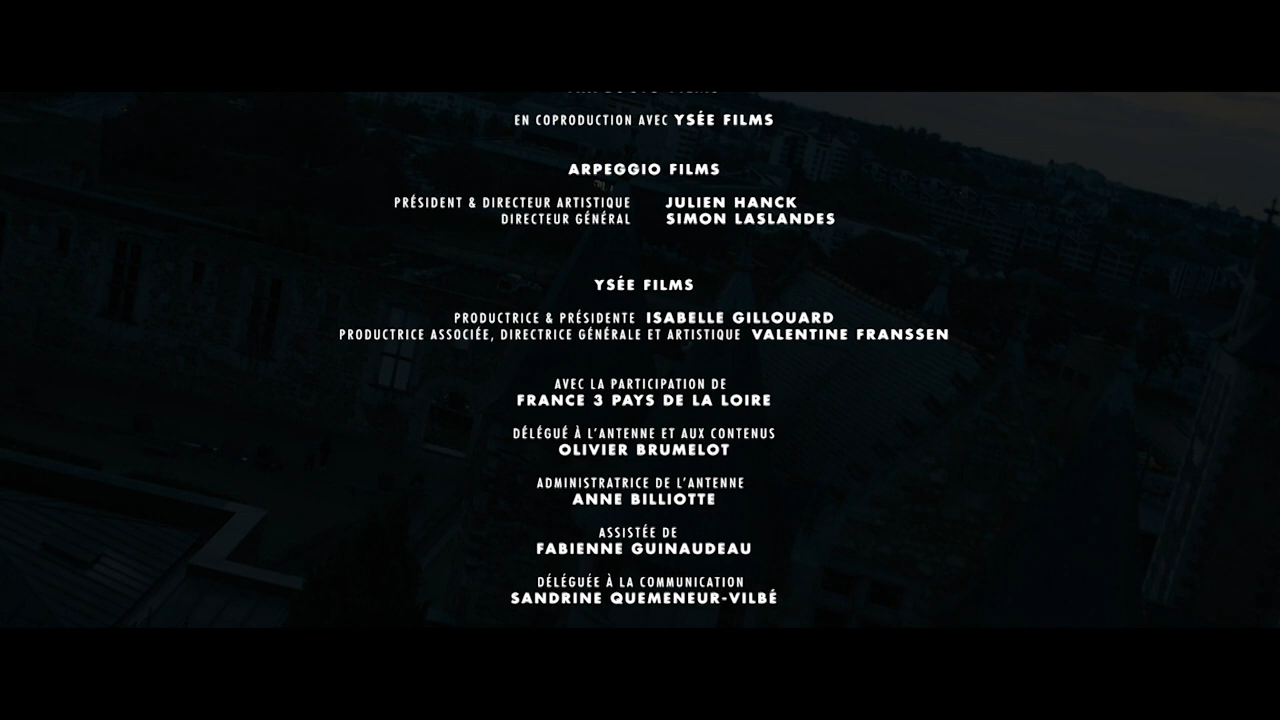 EN COPRODUCTION AVEC YSÉE FILMS
ARPEGGIO FILMS
PRÉSIDENT & DIRECTEUR ARTISTIQUE JULIEN HANCK
DIRECTEUR GÉNÉRAL SIMON LASLANDES
YSÉE FILMS
PRODUCTRICE & PRÉSIDENTE ISABELLE GILLOUARD
PRODUCTRICE ASSOCIÉE, DIRECTRICE GÉNÉRALE ET ARTISTIQUE VALENTINE FRANSSEN
AVEC LA PARTICIPATION DE
FRANCE 3 PAYS DE LA LOIRE
DÉLÉGUÉ À L'ANTENNE ET AUX CONTENUS
OLIVIER BRUMELOT
ADMINISTRATRICE DE L'ANTENNE
ANNE BILLIOTTE
ASSISTÉE DE
FABIENNE GUINAUDEAU
DÉLÉGUÉE À LA COMMUNICATION
SANDRINE QUEMENEUR-VILBÉ